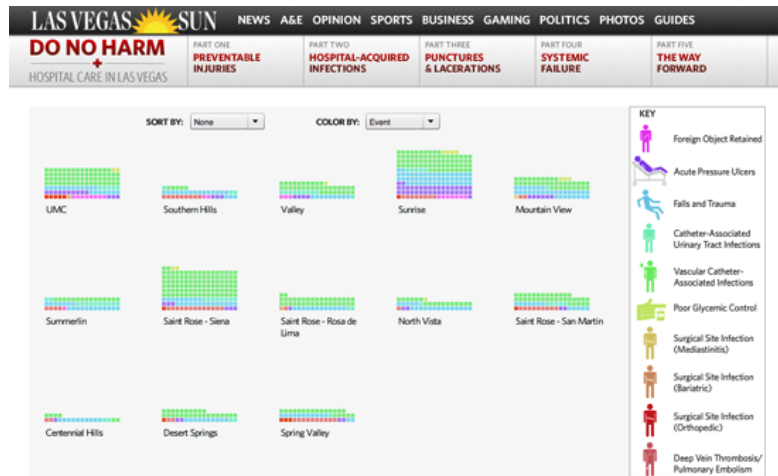 LAS VEGAS SUN
NEWS A&E OPINION SPORTS BUSINESS GAMING POLITICS PHOTOS GUIDES
DO NO HARM
HOSPITAL CARE IN LAS VEGAS
PART ONE
PREVENTABLE
INJURIES
PART TWO
HOSPITAL-ACQUIRED
INFECTIONS
PART THREE
PUNCTURES
& LACERATIONS
PART FOUR
SYSTEMIC
FAILURE
PART FIVE
THE WAY
FORWARD
SORT BY: None
COLOR BY: Event
UMC
Southern Hills
Valley
Sunrise
Mountain View
Summerlin
Saint Rose - Siena
Saint Rose - Rosa de
Lima
North Vista
Saint Rose - San Martin
Centennial Hills
Desert Springs
Spring Valley
KEY
Foreign Object Retained
Acute Pressure Ulcers
Falls and Trauma
Catheter-Associated
Urinary Tract Infections
Vascular Catheter-
Associated Infections
Poor Glycemic Control
Surgical Site Infection
(Mediastinitis)
Surgical Site Infection
(Bariatric)
Surgical Site Infection
(Orthopedic)
Deep Vein Thrombosis/
Pulmonary Embolism